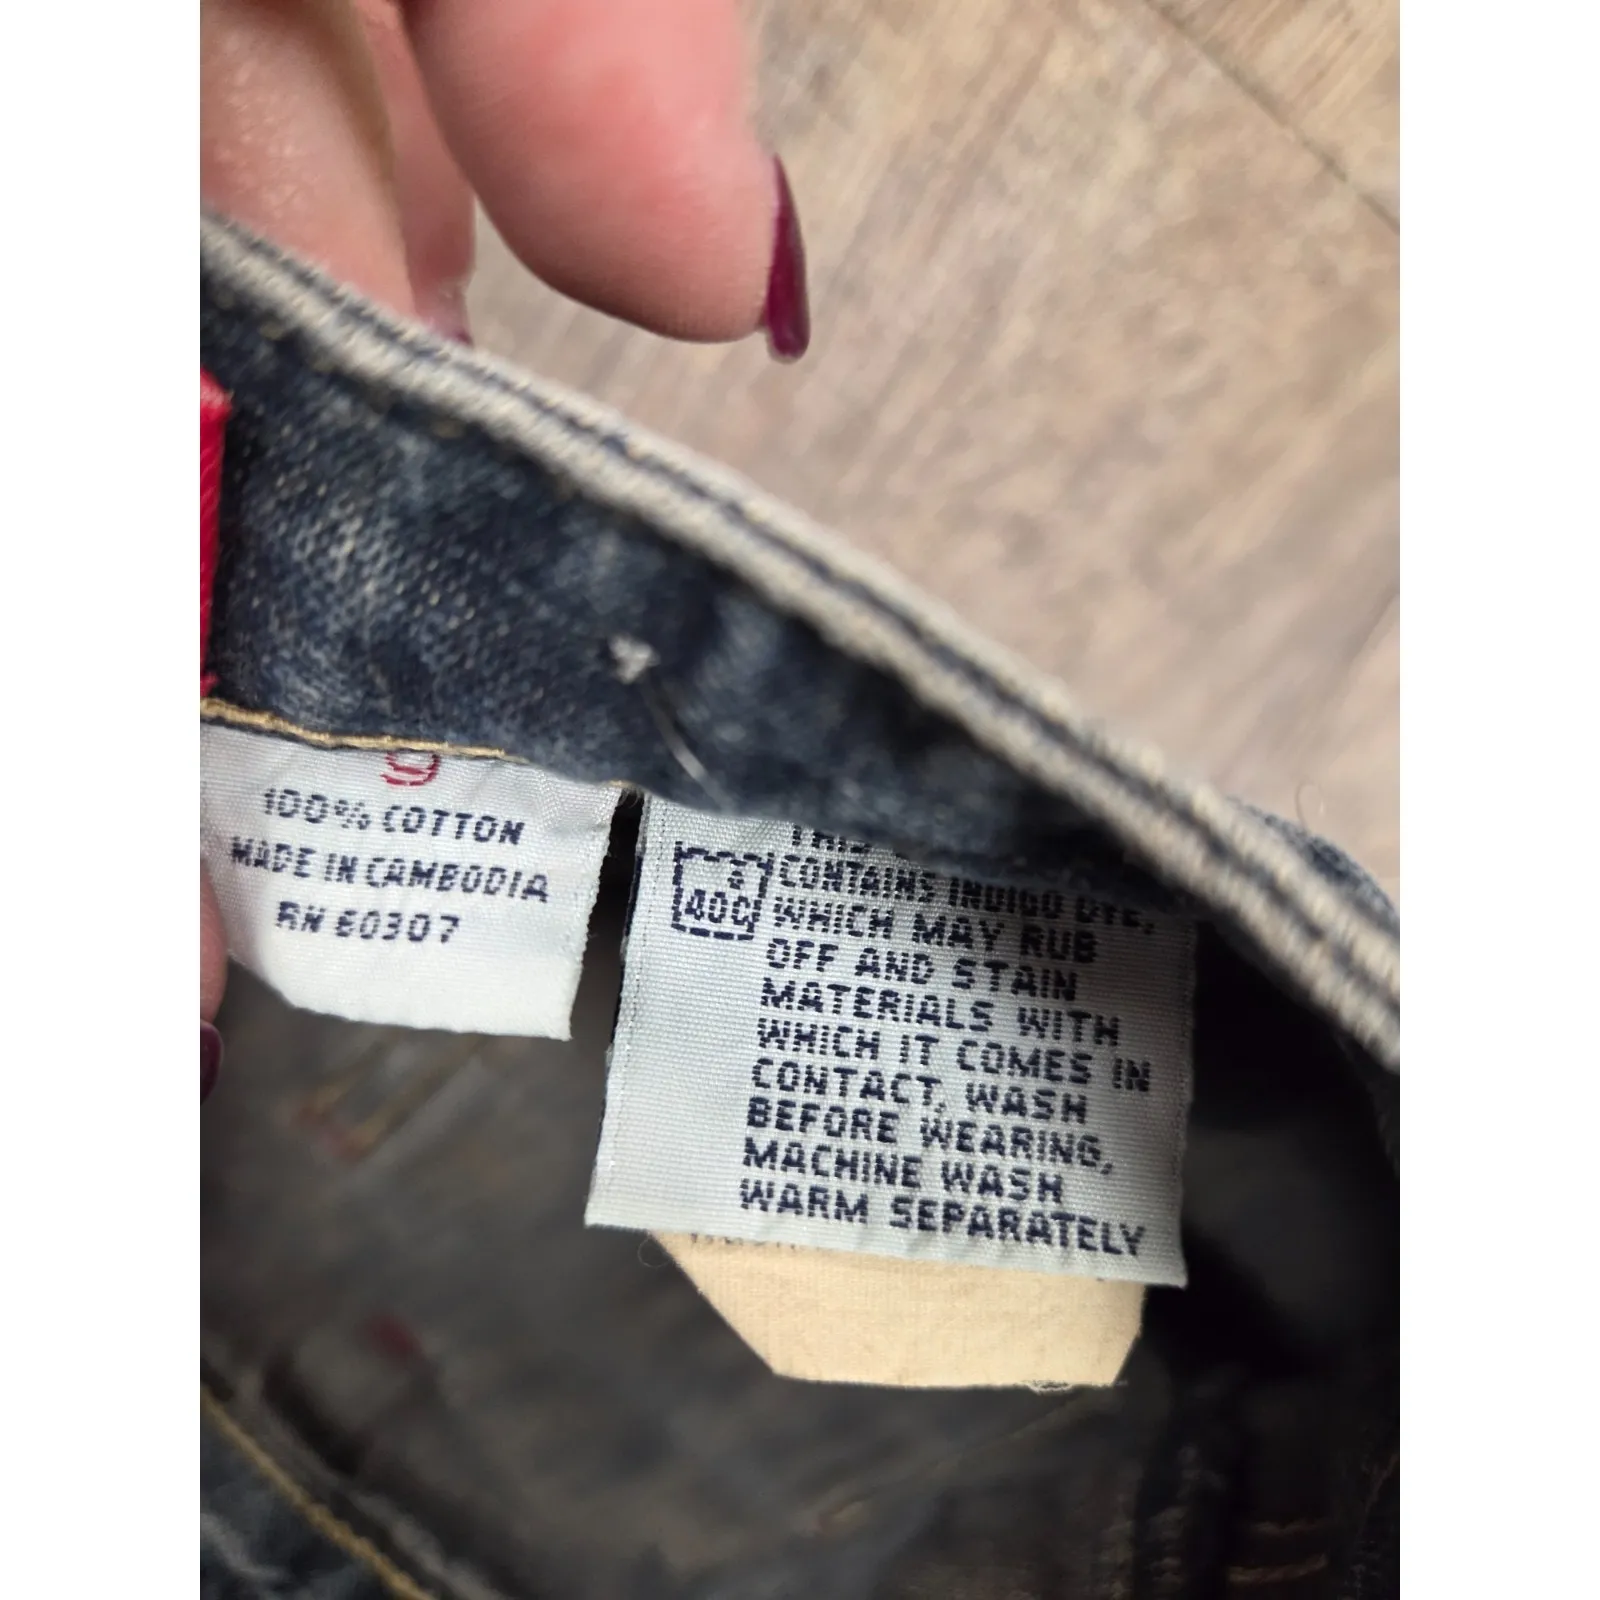 9
100% COTTON
MADE IN CAMBODIA
RN 60307
THIS
40C
CONTAINS INDIGO DYE,
WHICH MAY RUB
OFF AND STAIN
MATERIALS WITH
WHICH IT COMES IN
CONTACT, WASH
BEFORE WEARING,
MACHINE WASH
WARM SEPARATELY